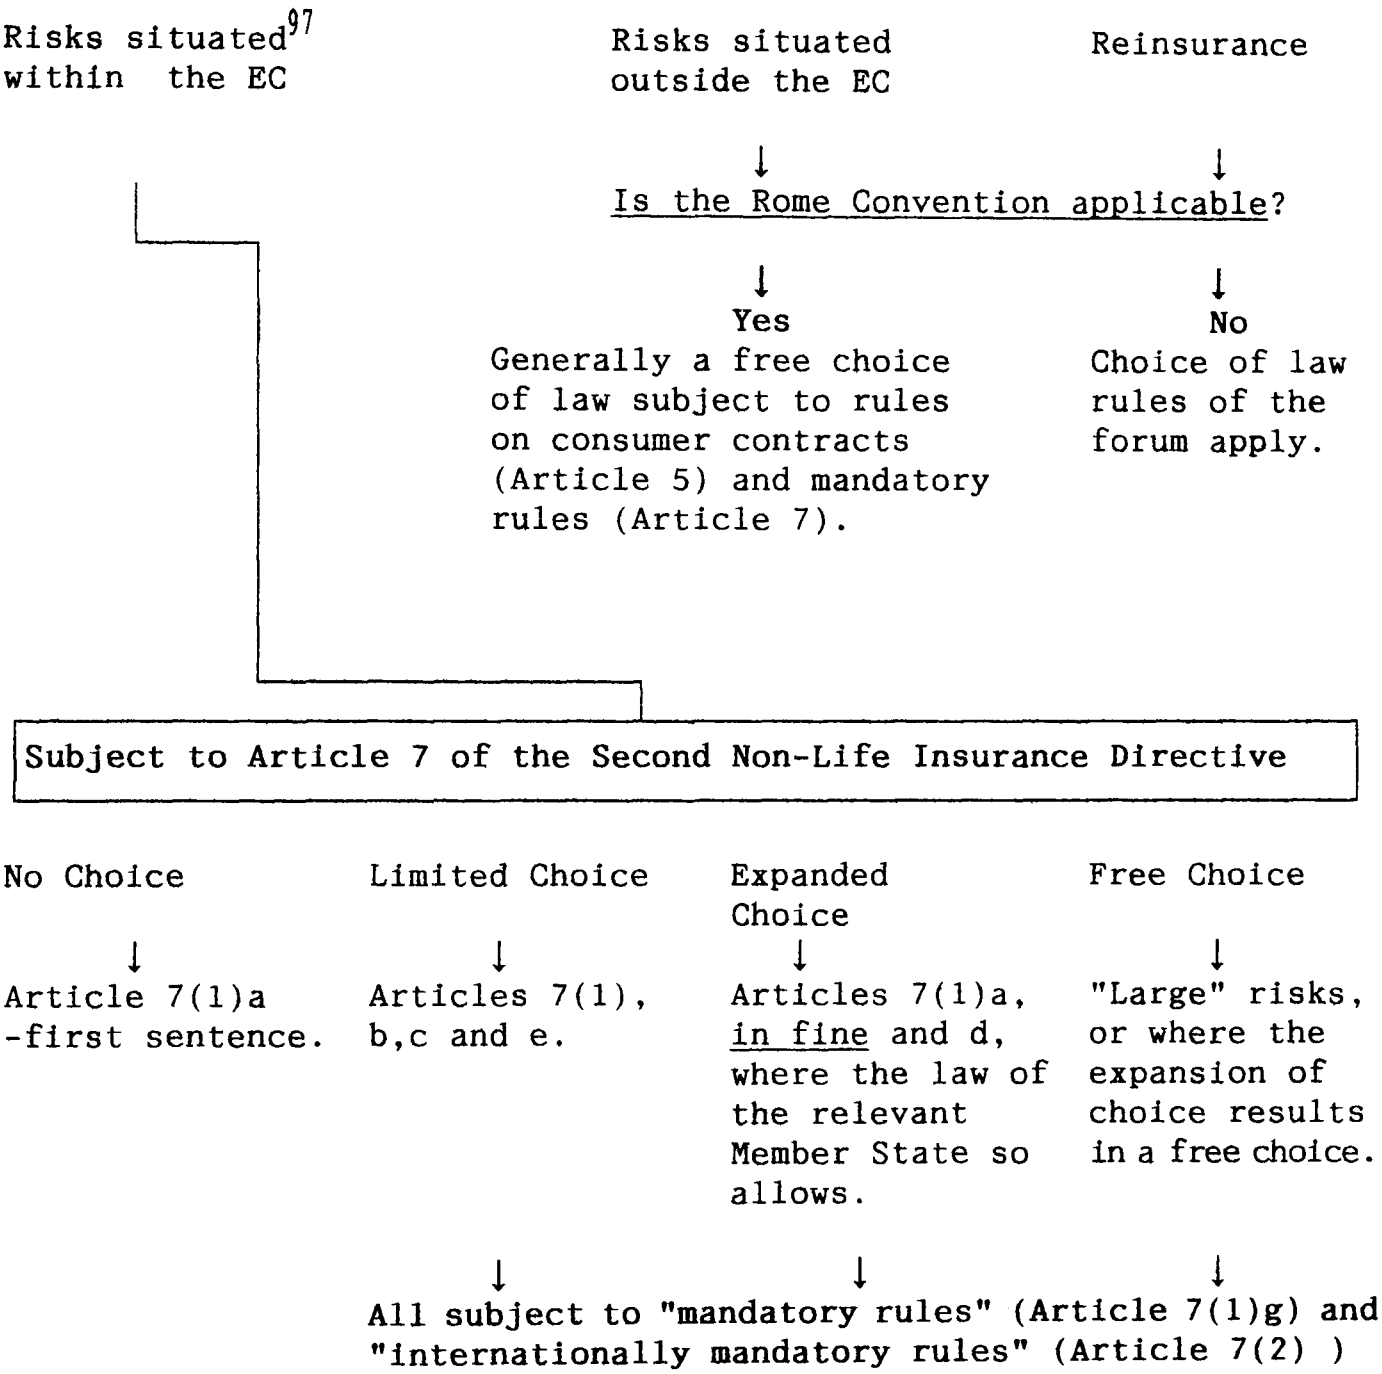 Risks situated97
within the EC
Risks situated
outside the EC
Reinsurance
↓ ↓
Is the Rome Convention applicable?
↓ ↓
Yes
Generally a free choice
of law subject to rules
on consumer contracts
(Article 5) and mandatory
rules (Article 7).
No
Choice of law
rules of the
forum apply.
Subject to Article 7 of the Second Non-Life Insurance Directive
No Choice
↓
Article 7(1)a
-first sentence.
Limited Choice
↓
Articles 7(1),
b,c and e.
Expanded
Choice
↓
Articles 7(1)a,
in fine and d,
where the law of
the relevant
Member State so
allows.
Free Choice
↓
"Large" risks,
or where the
expansion of
choice results
in a free choice.
↓ ↓ ↓
All subject to "mandatory rules" (Article 7(1)g) and
"internationally mandatory rules" (Article 7(2) )